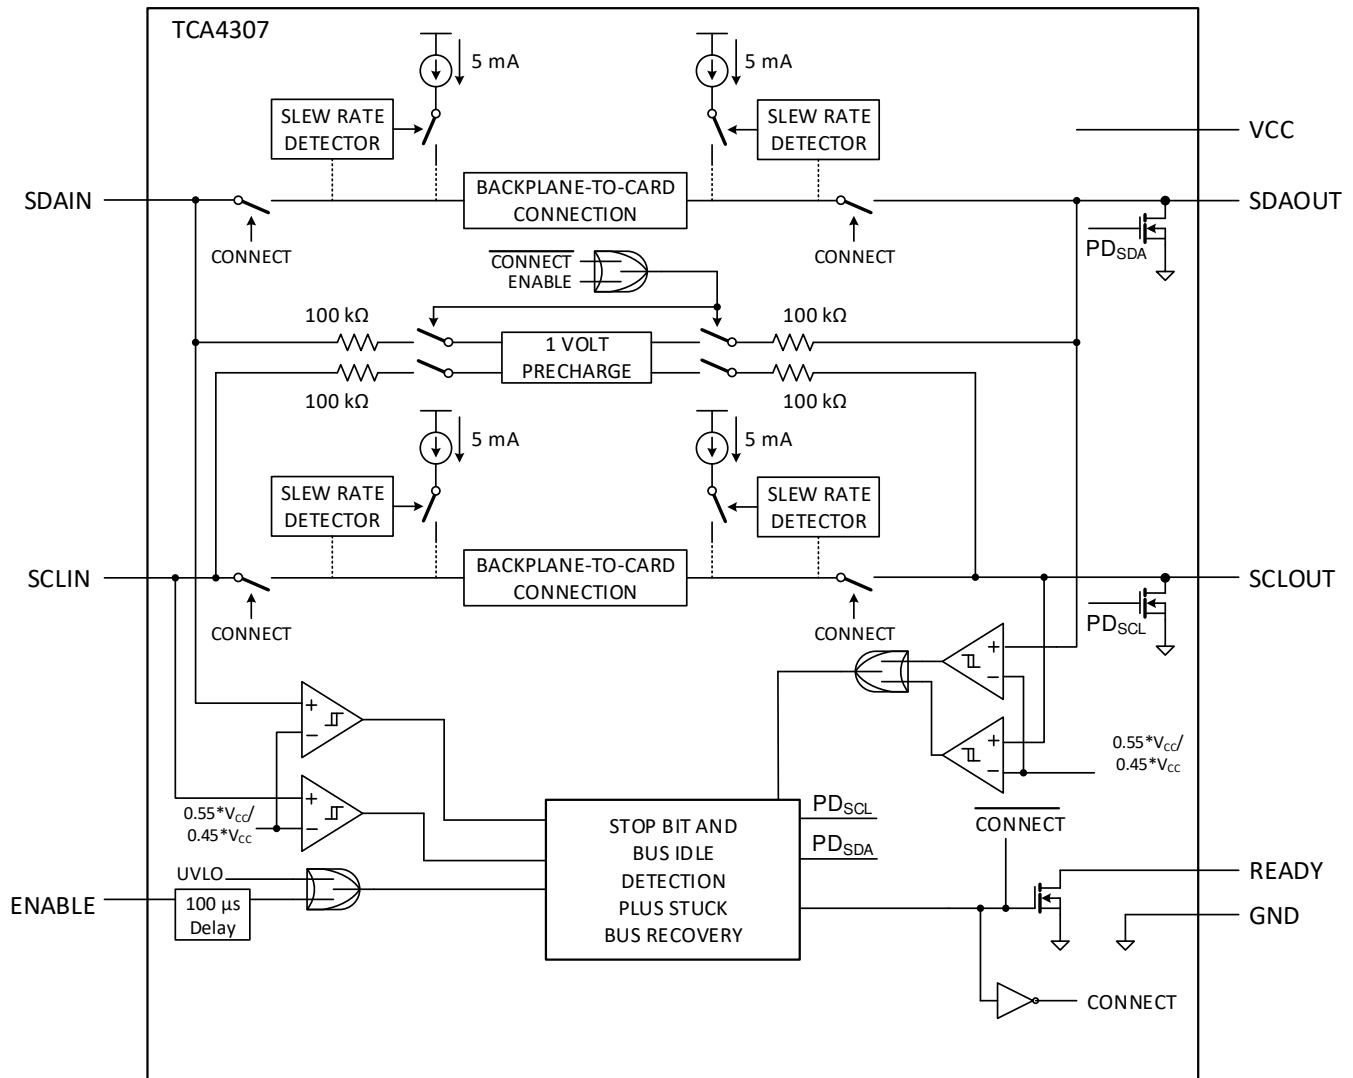 TCA4307
5 mA
5 mA
SLEW RATE
DETECTOR
SLEW RATE
DETECTOR
VCC
SDAIN
BACKPLANE-TO-CARD
CONNECTION
SDAOUT
CONNECT
CONNECT
PDSDA
CONNECT
ENABLE
100 kΩ
100 kΩ
1 VOLT
PRECHARGE
100 kΩ
100 kΩ
5 mA
5 mA
SLEW RATE
DETECTOR
SLEW RATE
DETECTOR
SCLIN
BACKPLANE-TO-CARD
CONNECTION
SCLOUT
CONNECT
CONNECT
PDSCL
+
−
+
−
+
−
+
−
0.55*VCC/
0.45*VCC
0.55*VCC/
0.45*VCC
STOP BIT AND
BUS IDLE
DETECTION
PLUS STUCK
BUS RECOVERY
PDSCL
PDSDA
CONNECT
UVLO
ENABLE
100 µs
Delay
READY
GND
CONNECT